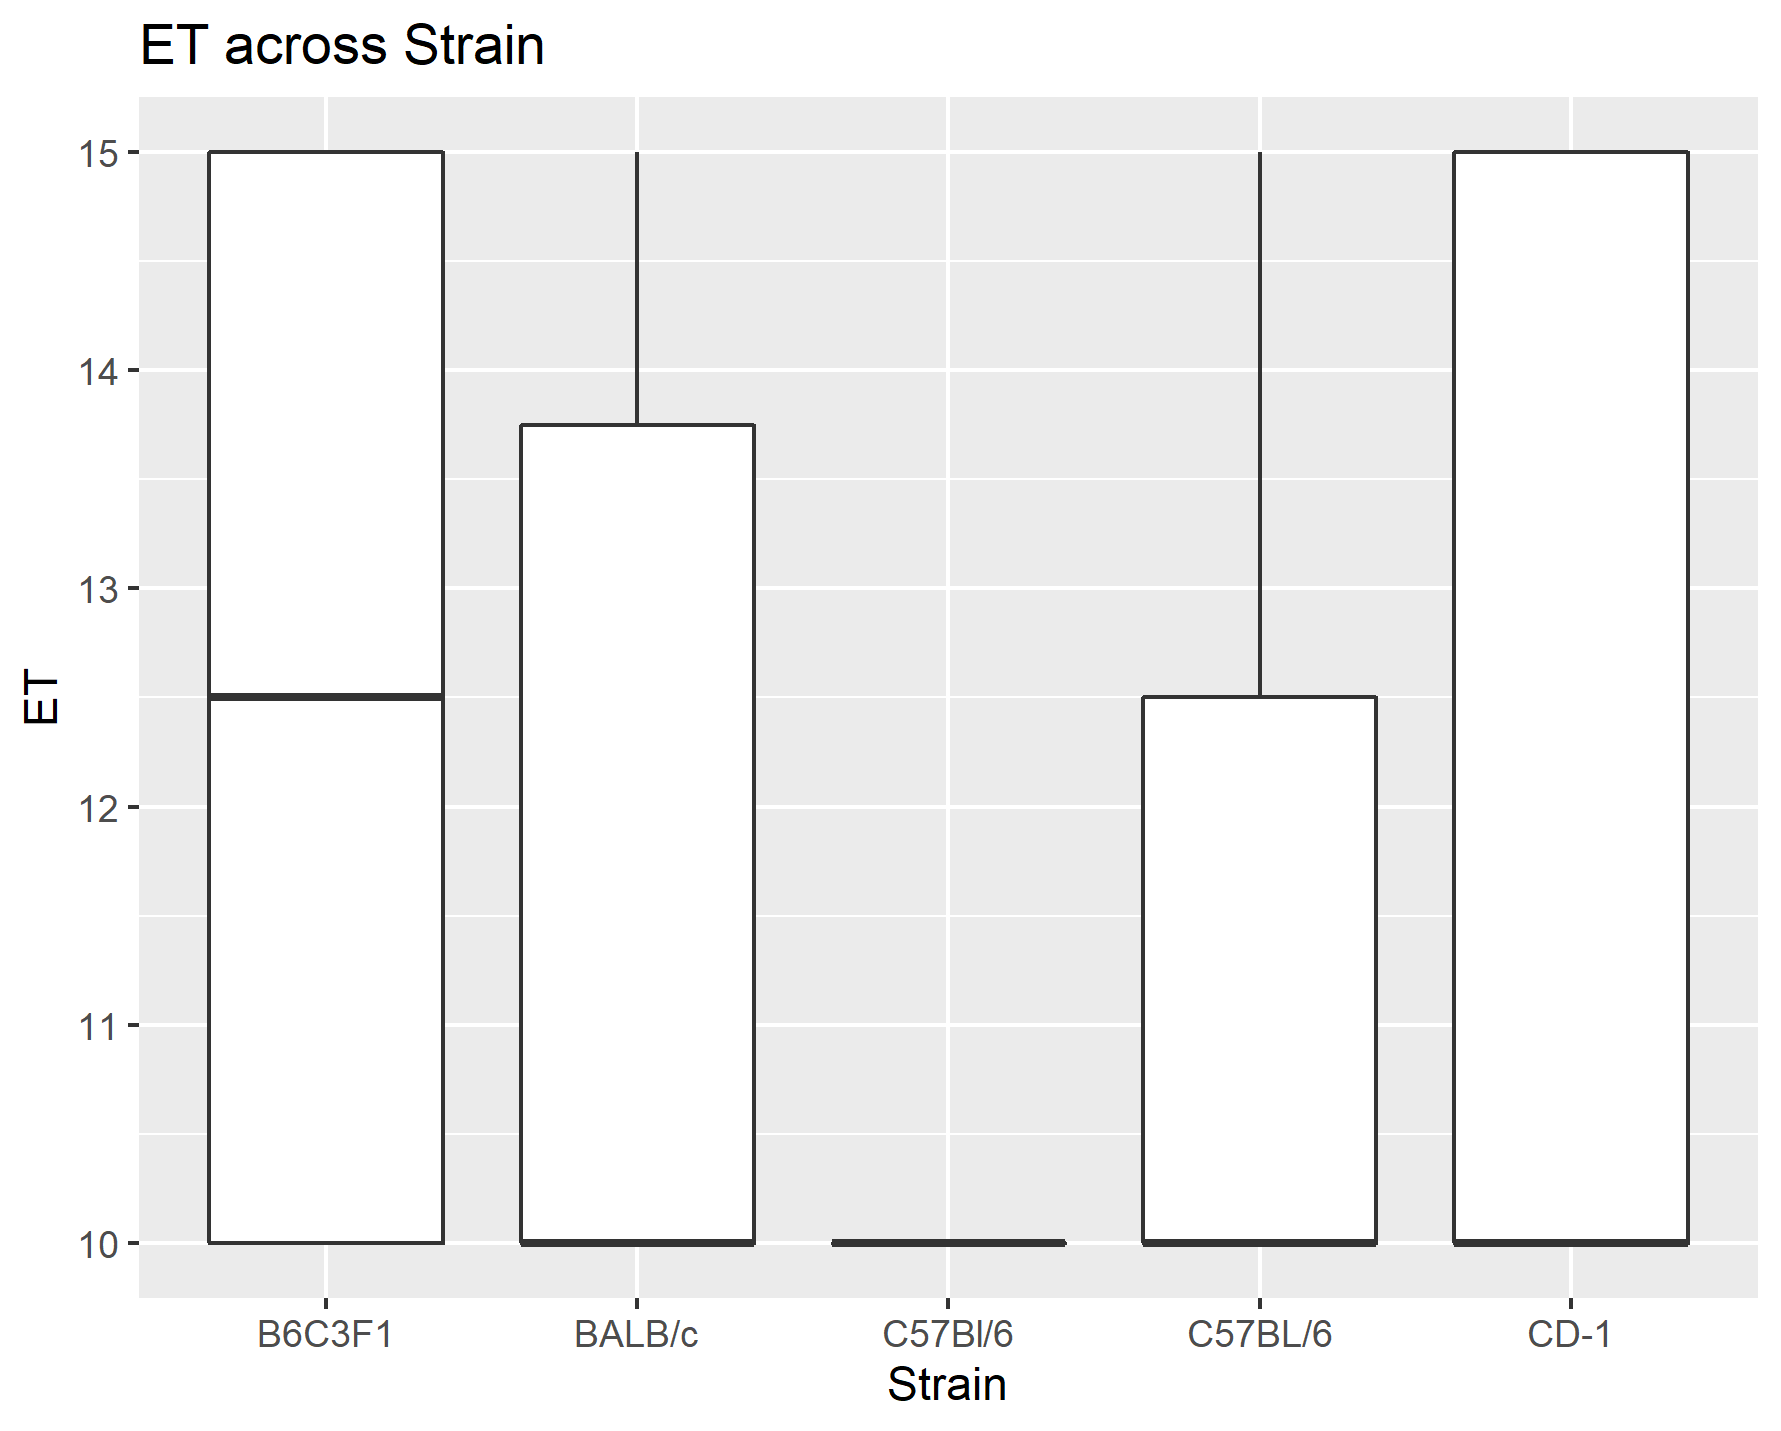 ET across Strain
15
14
13
12
11
10
ET
B6C3F1 BALB/c C57Bl/6 C57BL/6 CD-1
Strain